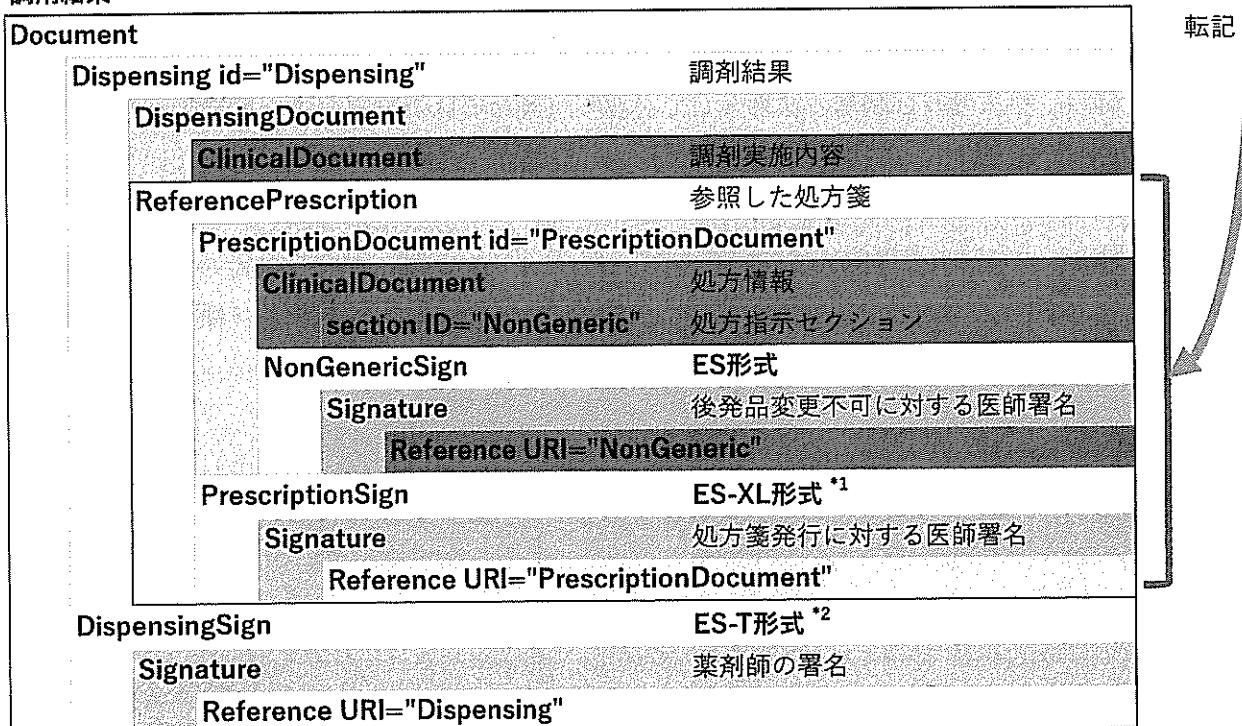 Document
転記
Dispensing id="Dispensing" 調剤結果
DispensingDocument
ClinicalDocument 調剤実施内容
ReferencePrescription 参照した処方箋
PrescriptionDocument id="PrescriptionDocument"
ClinicalDocument 処方情報
section ID="NonGeneric" 処方指示セクション
NonGenericSign ES形式
Signature 後発品変更不可に対する医師署名
Reference URI="NonGeneric"
PrescriptionSign ES-XL形式 *1
Signature 処方箋発行に対する医師署名
Reference URI="PrescriptionDocument"
DispensingSign ES-T形式 *2
Signature 薬剤師の署名
Reference URI="Dispensing"